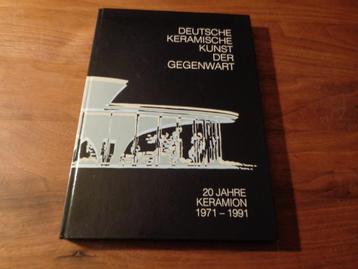 DEUTSCHE
KERAMISCHE
KUNST
DER
GEGENWART
20 JAHRE
KERAMION
1971 – 1991